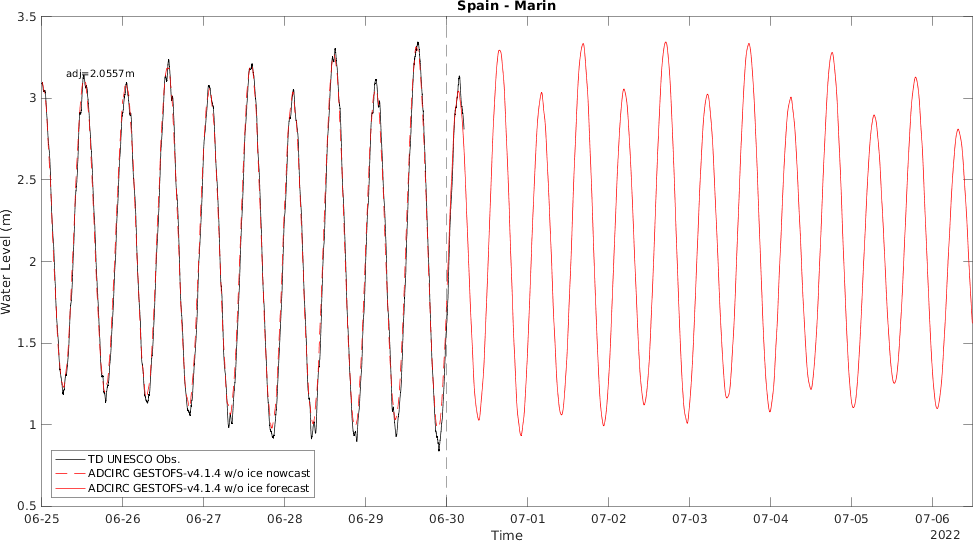 Spain - Marin
3.5
3
2.5
2
1.5
1
0.5
Water Level (m)
adj=2.0557m
TD UNESCO Obs.
ADCIRC GESTOFS-v4.1.4 w/o ice nowcast
ADCIRC GESTOFS-v4.1.4 w/o ice forecast
06-25 06-26 06-27 06-28 06-29 06-30 07-01 07-02 07-03 07-04 07-05 07-06
Time
2022